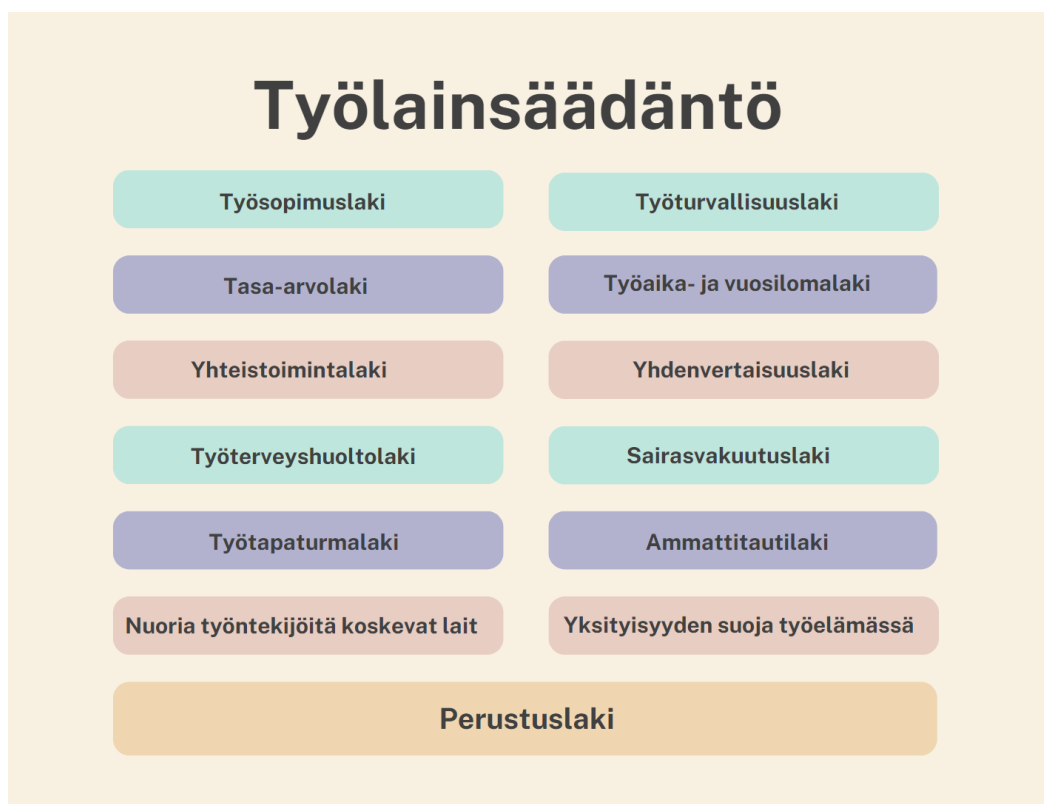 Työlainsäädäntö
Työsopimuslaki
Työturvallisuuslaki
Tasa-arvolaki
Työaika- ja vuosilomalaki
Yhteistoimintalaki
Yhdenvertaisuuslaki
Työterveyshuoltolaki
Sairasvakuutuslaki
Työtapaturmalaki
Ammattitautilaki
Nuoria työntekijöitä koskevat lait
Yksityisyyden suoja työelämässä
Perustuslaki